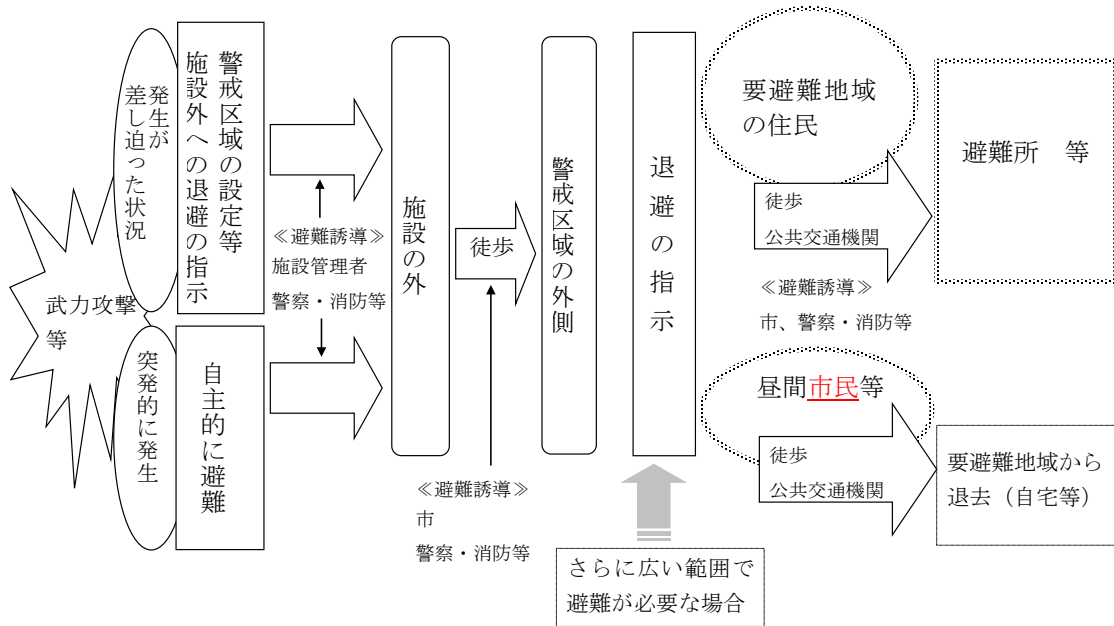 武力攻撃
等
発生が
差し迫った状況
警戒区域の設定等
施設外への退避の指示
突発的に発生
自主的に避難
≪避難誘導≫
施設管理者
警察・消防等
施設の外
徒歩
≪避難誘導≫
市
警察・消防等
警戒区域の外側
退避の指示
さらに広い範囲で
避難が必要な場合
要避難地域
の住民
徒歩
公共交通機関
≪避難誘導≫
市、警察・消防等
避難所　等
昼間市民等
徒歩
公共交通機関
要避難地域から
退去（自宅等）